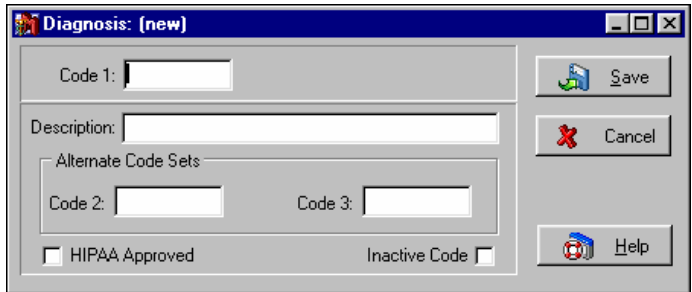 Diagnosis: (new)
Code 1:
Save
Description:
Cancel
Alternate Code Sets
Code 2: Code 3:
HIPAA Approved Inactive Code
Help